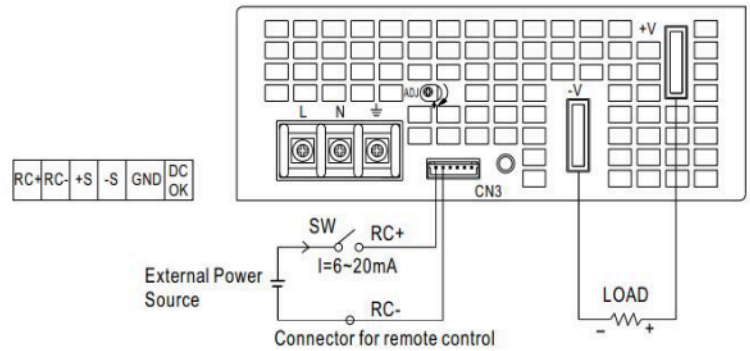 +V
ADJ
-V
L N
RC+ RC- +S -S GND DC OK
CN3
SW
RC+
I=6~20mA
External Power
Source
LOAD
RC-
- +
Connector for remote control